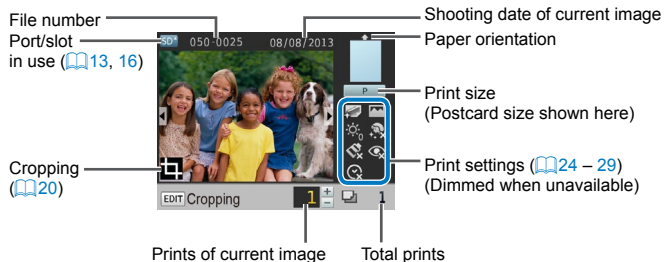 File number
Shooting date of current image
Port/slot
in use (13, 16)
Paper orientation
SD 050-0025 08/08/2013
P
Print size
(Postcard size shown here)
Cropping
(20)
Print settings (24 – 29)
(Dimmed when unavailable)
EDIT Cropping 1 + - 1
Prints of current image
Total prints